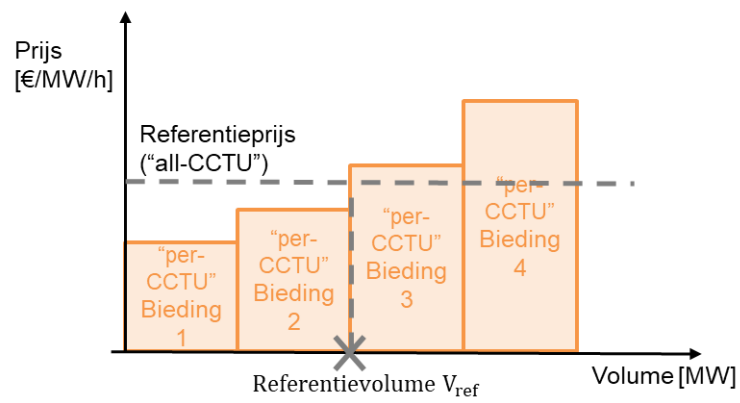 Prijs
[€/MW/h]
Referentieprijs
(“all-CCTU”)
“per-
CCTU”
Bieding
1
“per-
CCTU”
Bieding
2
“per-
CCTU”
Bieding
3
“per-
CCTU”
Bieding
4
Referentievolume Vref
Volume [MW]